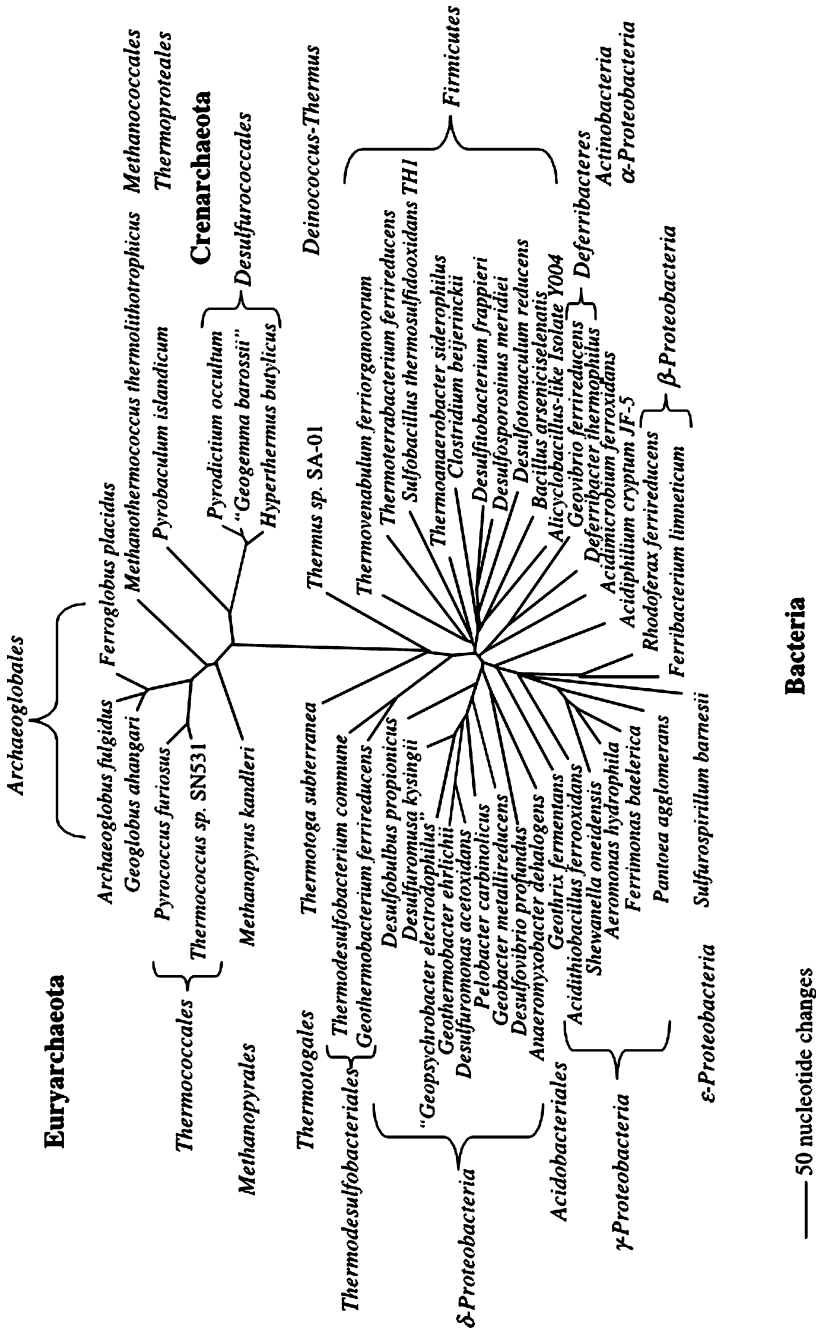 Euryarchaeota
Archaeoglobales
Archaeoglobus fulgidus
Geoglobus ahangari
Ferroglobus placidus
Methanothermococcus thermolithotrophicus
Methanococcales
Thermococcales
Pyrococcus furiosus
Thermococcus sp. SN531
Pyrobaculum islandicum
Thermoproteales
Crenarchaeota
Methanopyrales
Methanopyrus kandleri
Pyrodictium occultum
"Geogemma barossii"
Hyperthermus butylicus
Desulfurococcales
Thermotogales
Thermotoga subterranea
Thermus sp. SA-01
Deinococcus-Thermus
Thermodesulfobacteriales
Thermodesulfobacterium commune
Geothermobacterium ferrireducens
δ-Proteobacteria
Desulfobulbus propionicus
Desulfuromusa kysingii
"Geopsychrobacter electrodophilus"
Geothermobacter ehrlichii
Desulfuromonas acetoxidans
Pelobacter carbinolicus
Geobacter metallireducens
Desulfovibrio profundus
Anaeromyxobacter dehalogens
Acidobacteriales
Geothrix fermentans
γ-Proteobacteria
Acidithiobacillus ferrooxidans
Shewanella oneidensis
Aeromonas hydrophila
Ferrimonas baelerica
Pantoea agglomerans
ε-Proteobacteria
Sulfurospirillum barnesii
Thermovenabulum ferriorganovorum
Thermoterrabacterium ferrireducens
Sulfobacillus thermosulfidooxidans TH1
Thermoanaerobacter siderophilus
Clostridium beijerinckii
Desulfitobacterium frappieri
Desulfosporosinus meridiei
Desulfotomaculum reducens
Bacillus arseniciselenatis
Alicyclobacillus-like Isolate Y004
Firmicutes
Geovibrio ferrireducens
Deferribacter thermophilus
Deferribacteres
Acidimicrobium ferroxidans
Actinobacteria
Acidiphilium cryptum JF-5
α-Proteobacteria
Rhodoferax ferrireducens
Ferribacterium limneticum
β-Proteobacteria
Bacteria
50 nucleotide changes